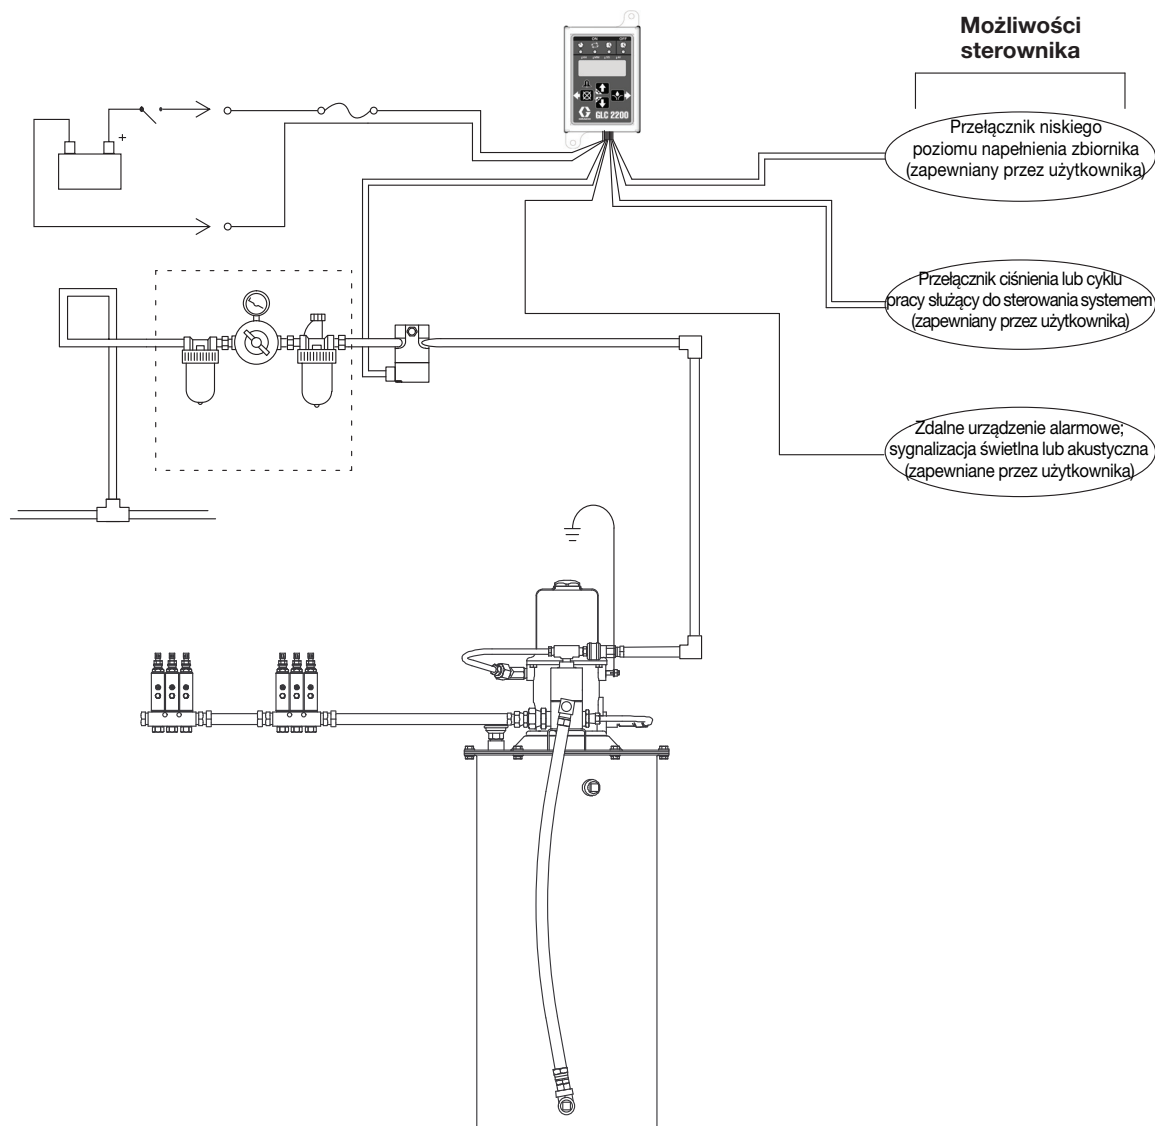 Możliwości
sterownika
ON OFF
GLC 2200
+
Przełącznik niskiego
poziomu napełnienia zbiornika
(zapewniany przez użytkownika)
Przełącznik ciśnienia lub cyklu
pracy służący do sterowania systemem
(zapewniany przez użytkownika)
Zdalne urządzenie alarmowe;
sygnalizacja świetlna lub akustyczna
(zapewniane przez użytkownika)